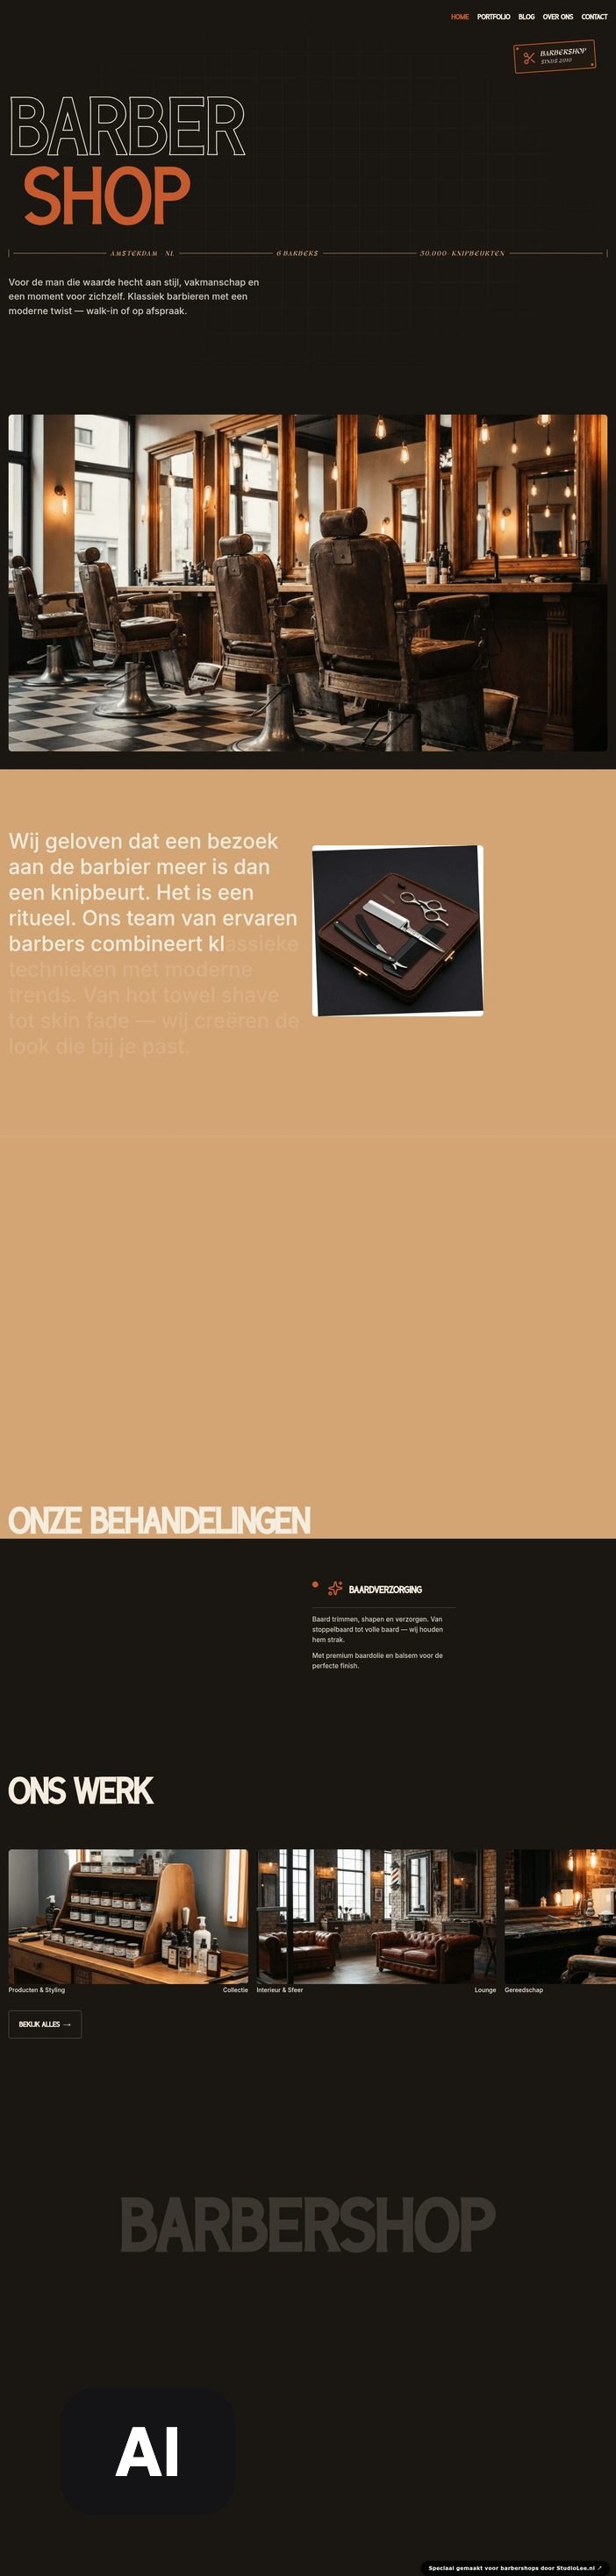 HOME PORTFOLIO BLOG OVER ONS CONTACT
BARBERSHOP
SINDS 2010
BARBER
SHOP
AMSTERDAM · NL
6 BARBERS
50.000+ KNIPBEURTEN
Voor de man die waarde hecht aan stijl, vakmanschap en
een moment voor zichzelf. Klassiek barbieren met een
moderne twist — walk-in of op afspraak.
Wij geloven dat een bezoek
aan de barbier meer is dan
een knipbeurt. Het is een
ritueel. Ons team van ervaren
barbers combineert klassieke
technieken met moderne
trends. Van hot towel shave
tot skin fade — wij creëren de
look die bij je past.
ONZE BEHANDELINGEN
BAARDVERZORGING
Baard trimmen, shapen en verzorgen. Van
stoppelbaard tot volle baard — wij houden
hem strak.
Met premium baardolie en balsem voor de
perfecte finish.
ONS WERK
Producten & Styling Collectie
Interieur & Sfeer Lounge
Gereedschap
BEKIJK ALLES →
BARBERSHOP
AI
Speciaal gemaakt voor barbershops door StudioLee.nl ↗